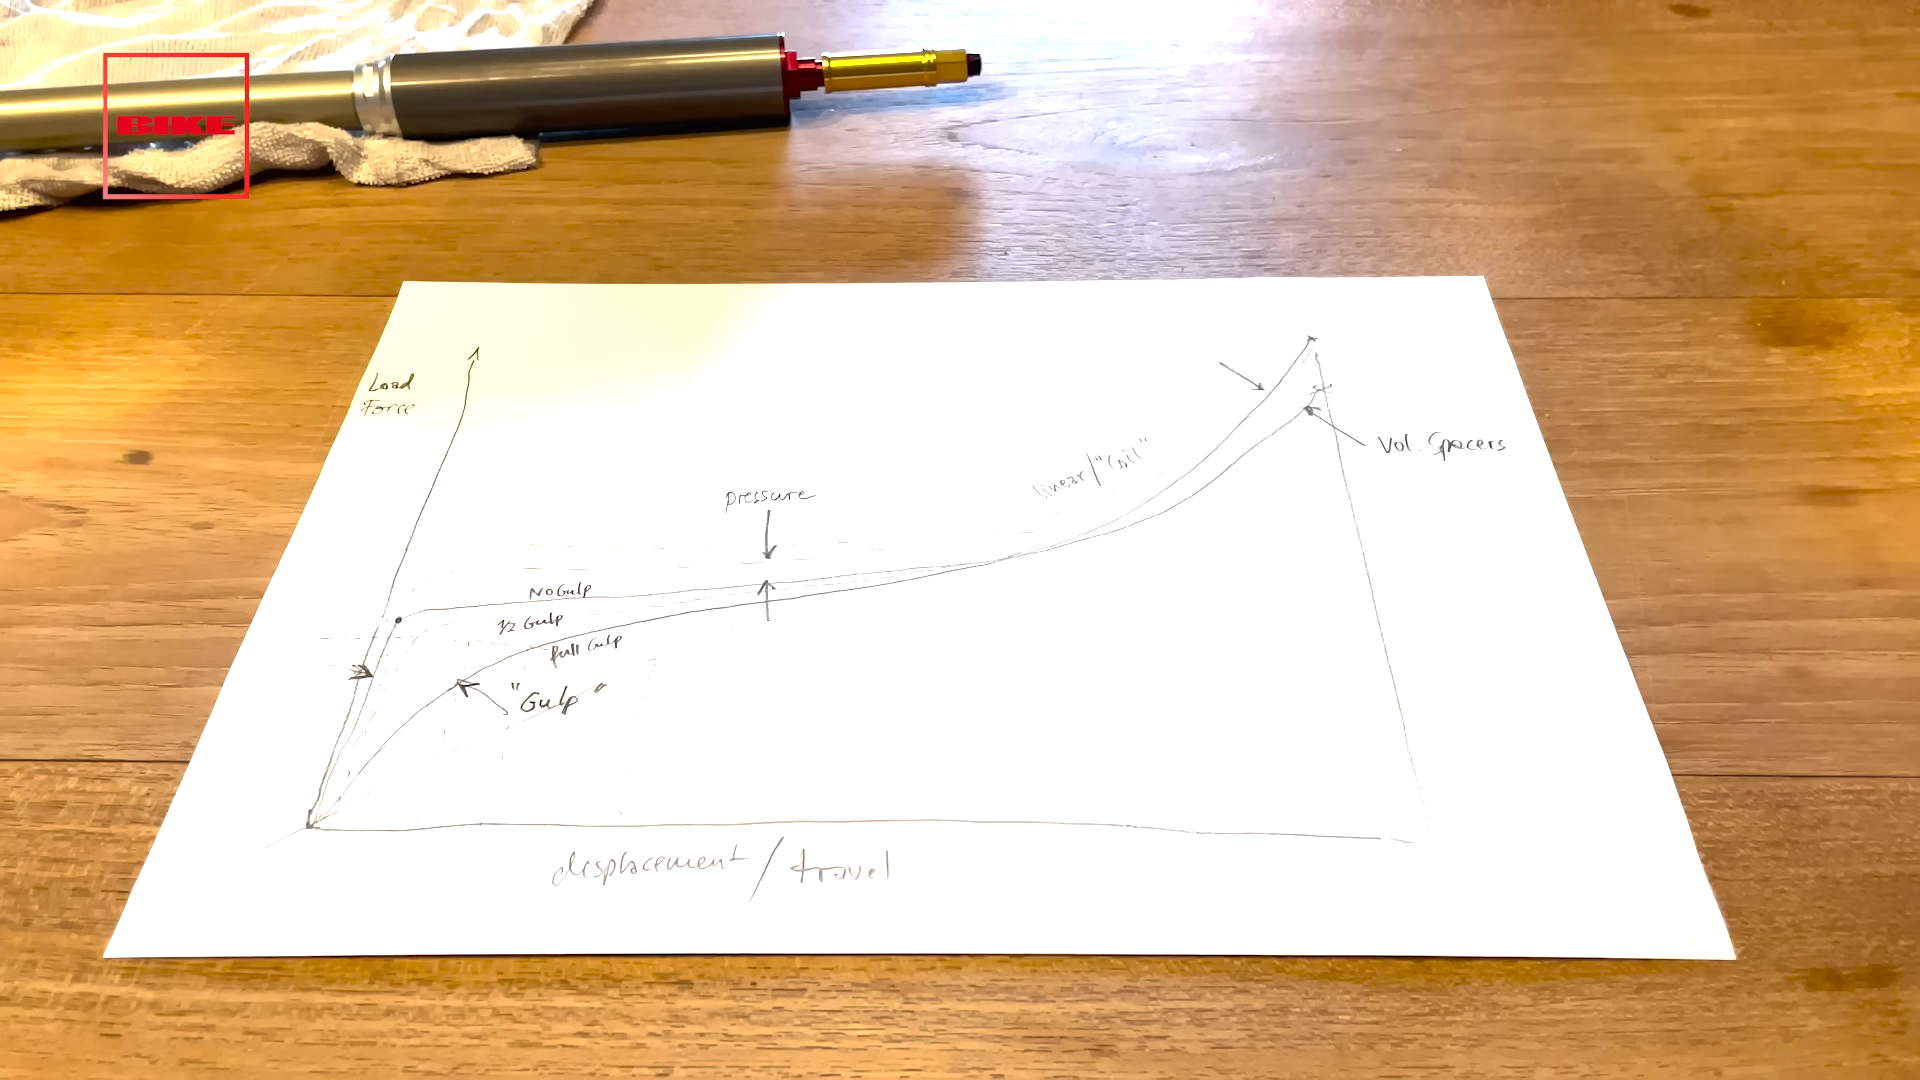 BIKE
Load
Force
Vol. Spacers
linear/"Coil"
pressure
No Gulp
1/2 Gulp
full Gulp
"Gulp"
displacement / travel